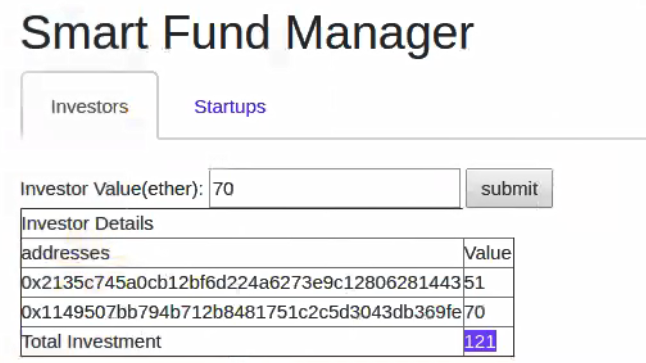 Smart Fund Manager
Investors Startups
Investor Value(ether): 70 submit
Investor Details
addresses Value
0x2135c745a0cb12bf6d224a6273e9c12806281443 51
0x1149507bb794b712b8481751c2c5d3043db369fe 70
Total Investment 121